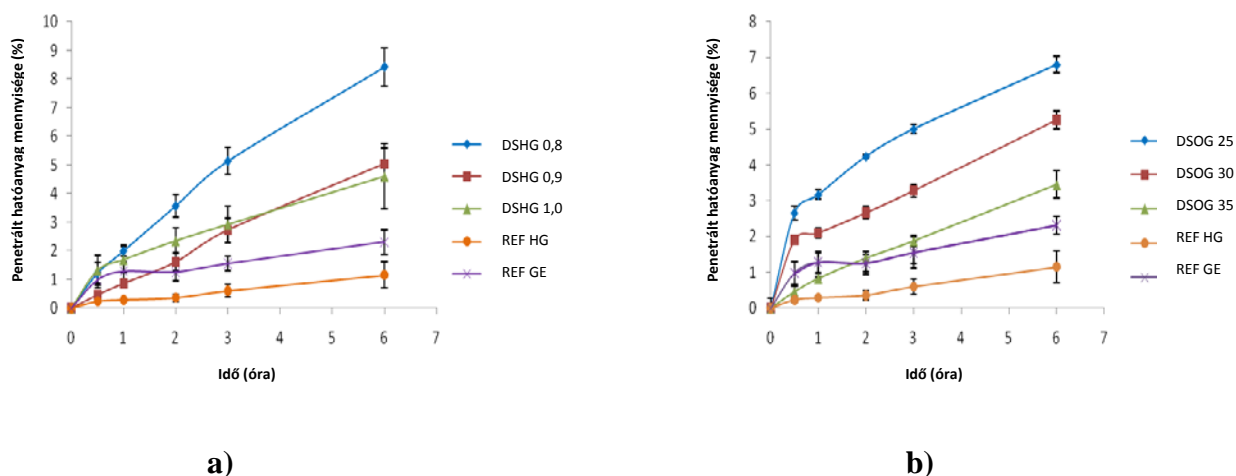 Penetrált hatóanyag mennyisége (%)
10
9
8
7
6
5
4
3
2
1
0
0 1 2 3 4 5 6 7
Idő (óra)
DSHG 0,8
DSHG 0,9
DSHG 1,0
REF HG
REF GE
a)
Penetrált hatóanyag mennyisége (%)
8
7
6
5
4
3
2
1
0
0 1 2 3 4 5 6 7
Idő (óra)
DSOG 25
DSOG 30
DSOG 35
REF HG
REF GE
b)